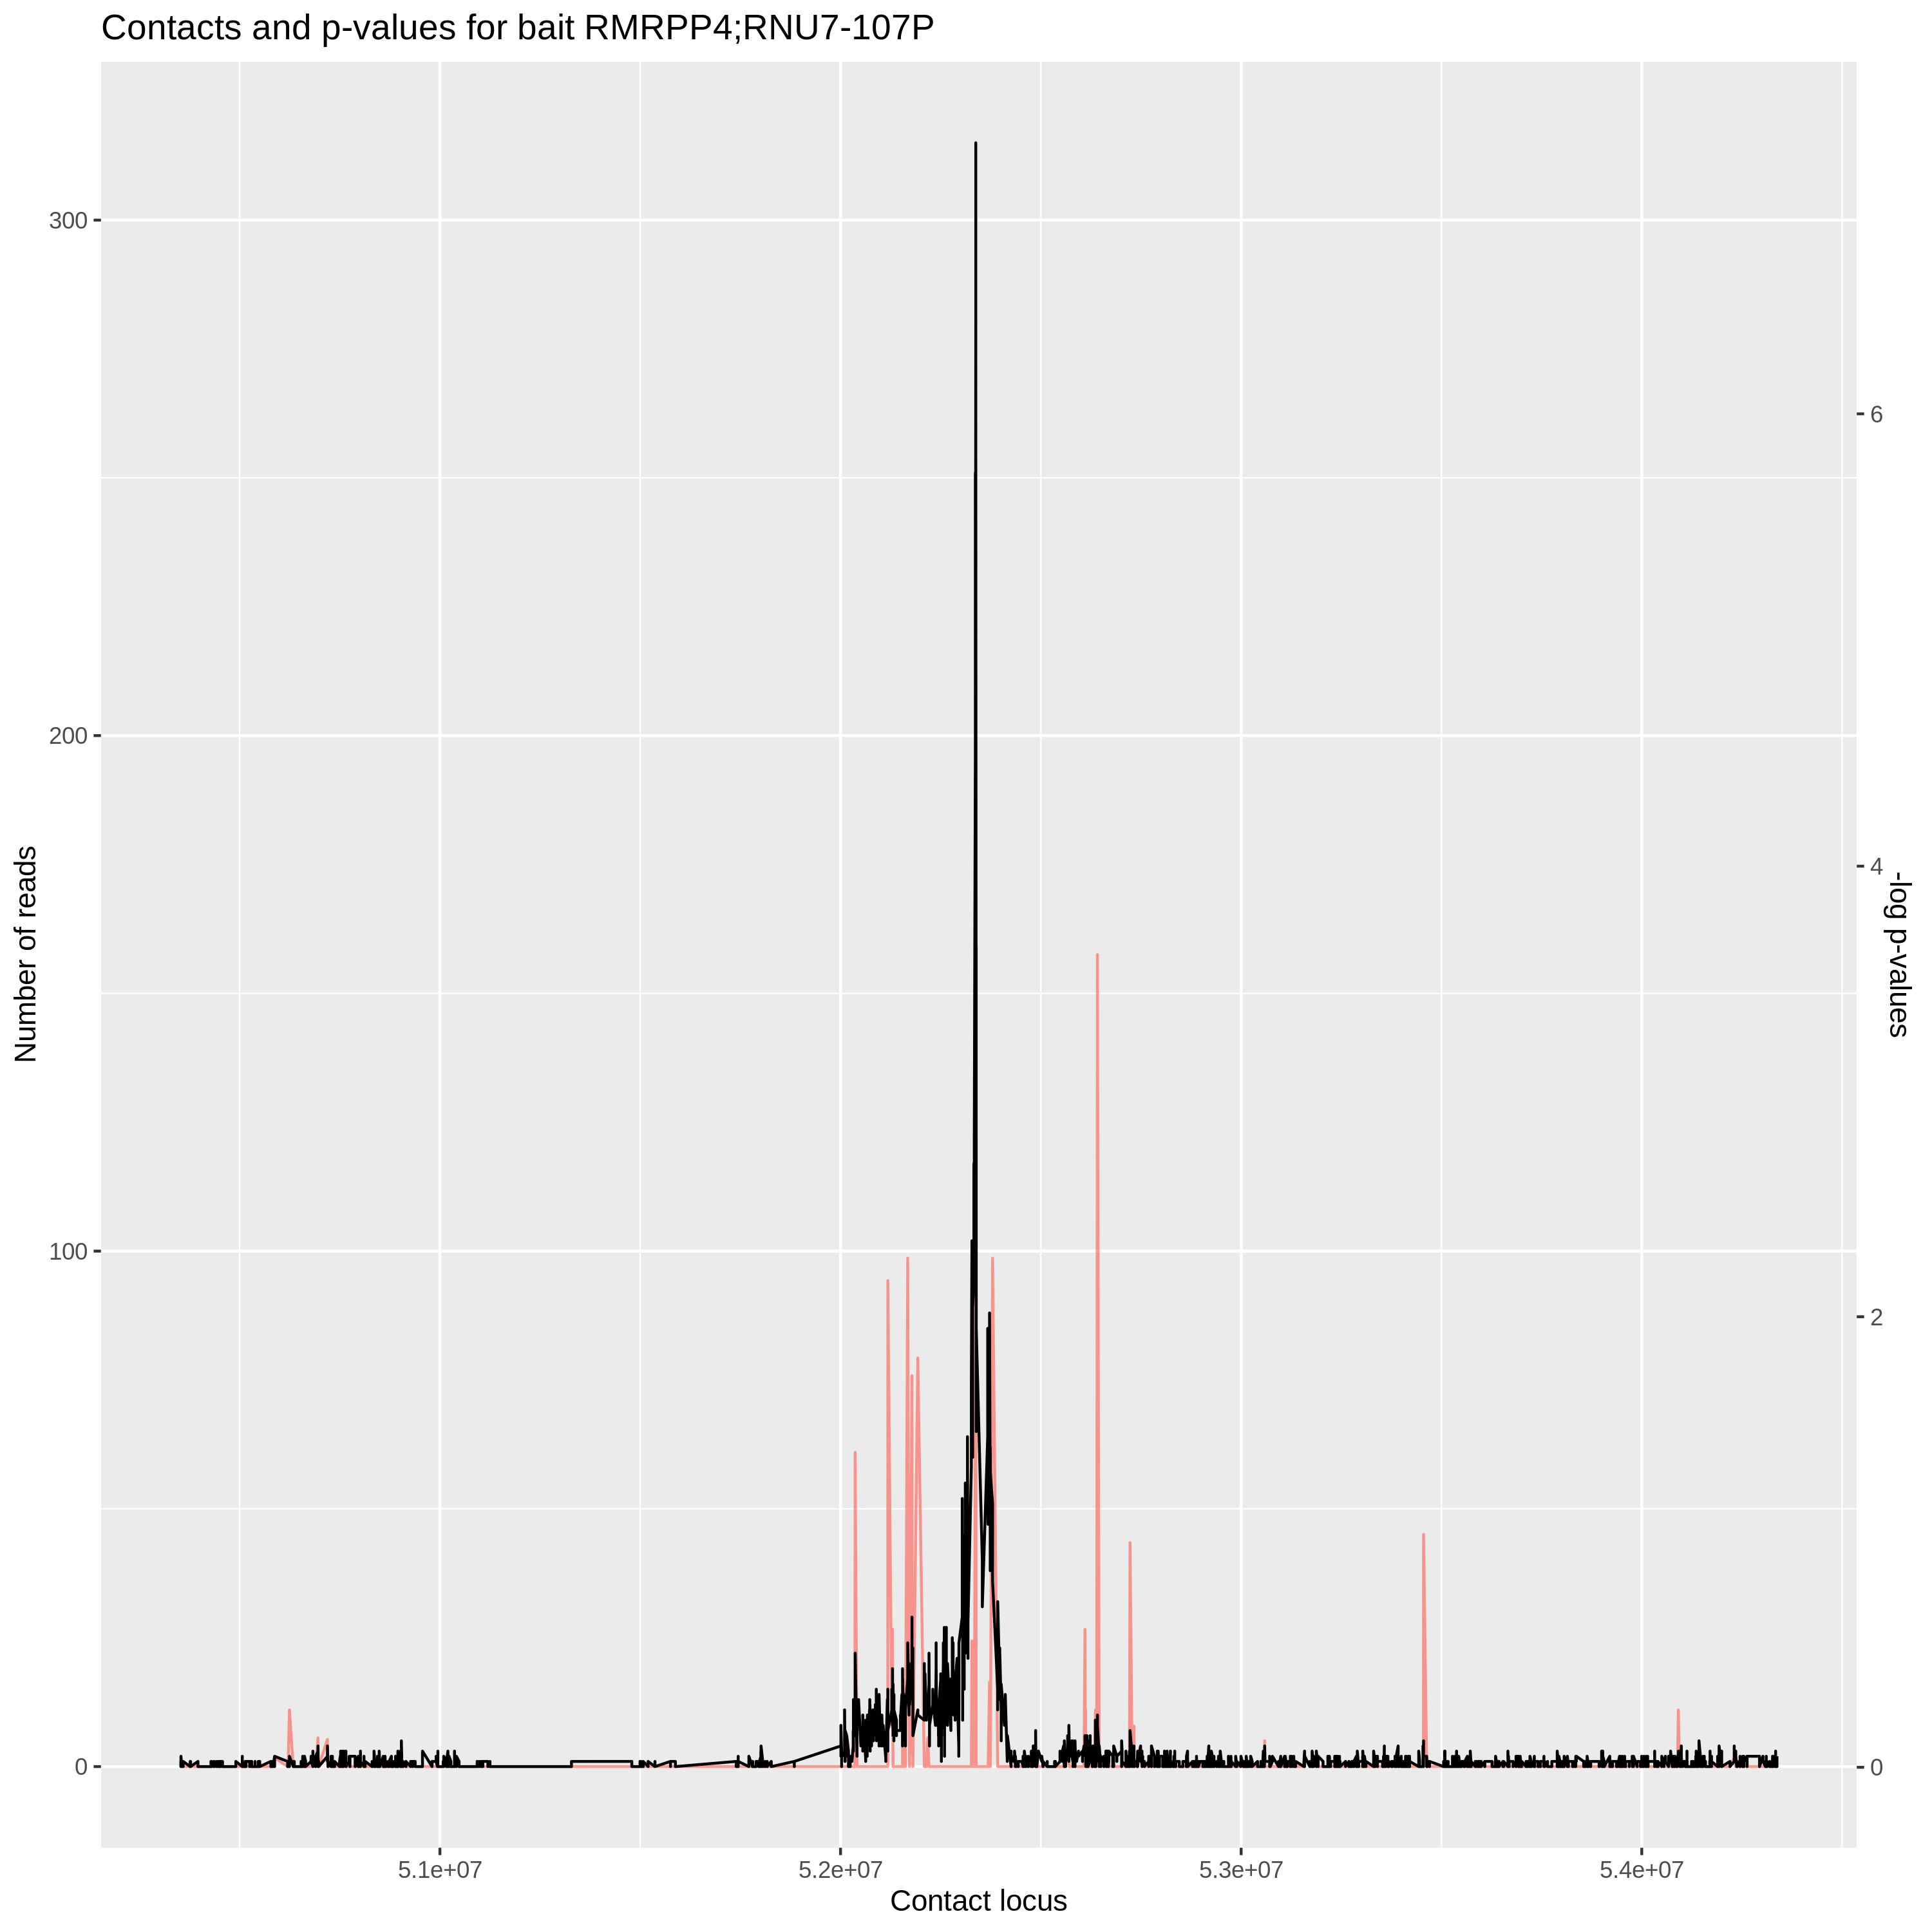 Contacts and p-values for bait RMRPP4;RNU7-107P
300
200
100
0
Number of reads
6
4
2
0
-log p-values
5.1e+07
5.2e+07
5.3e+07
5.4e+07
Contact locus